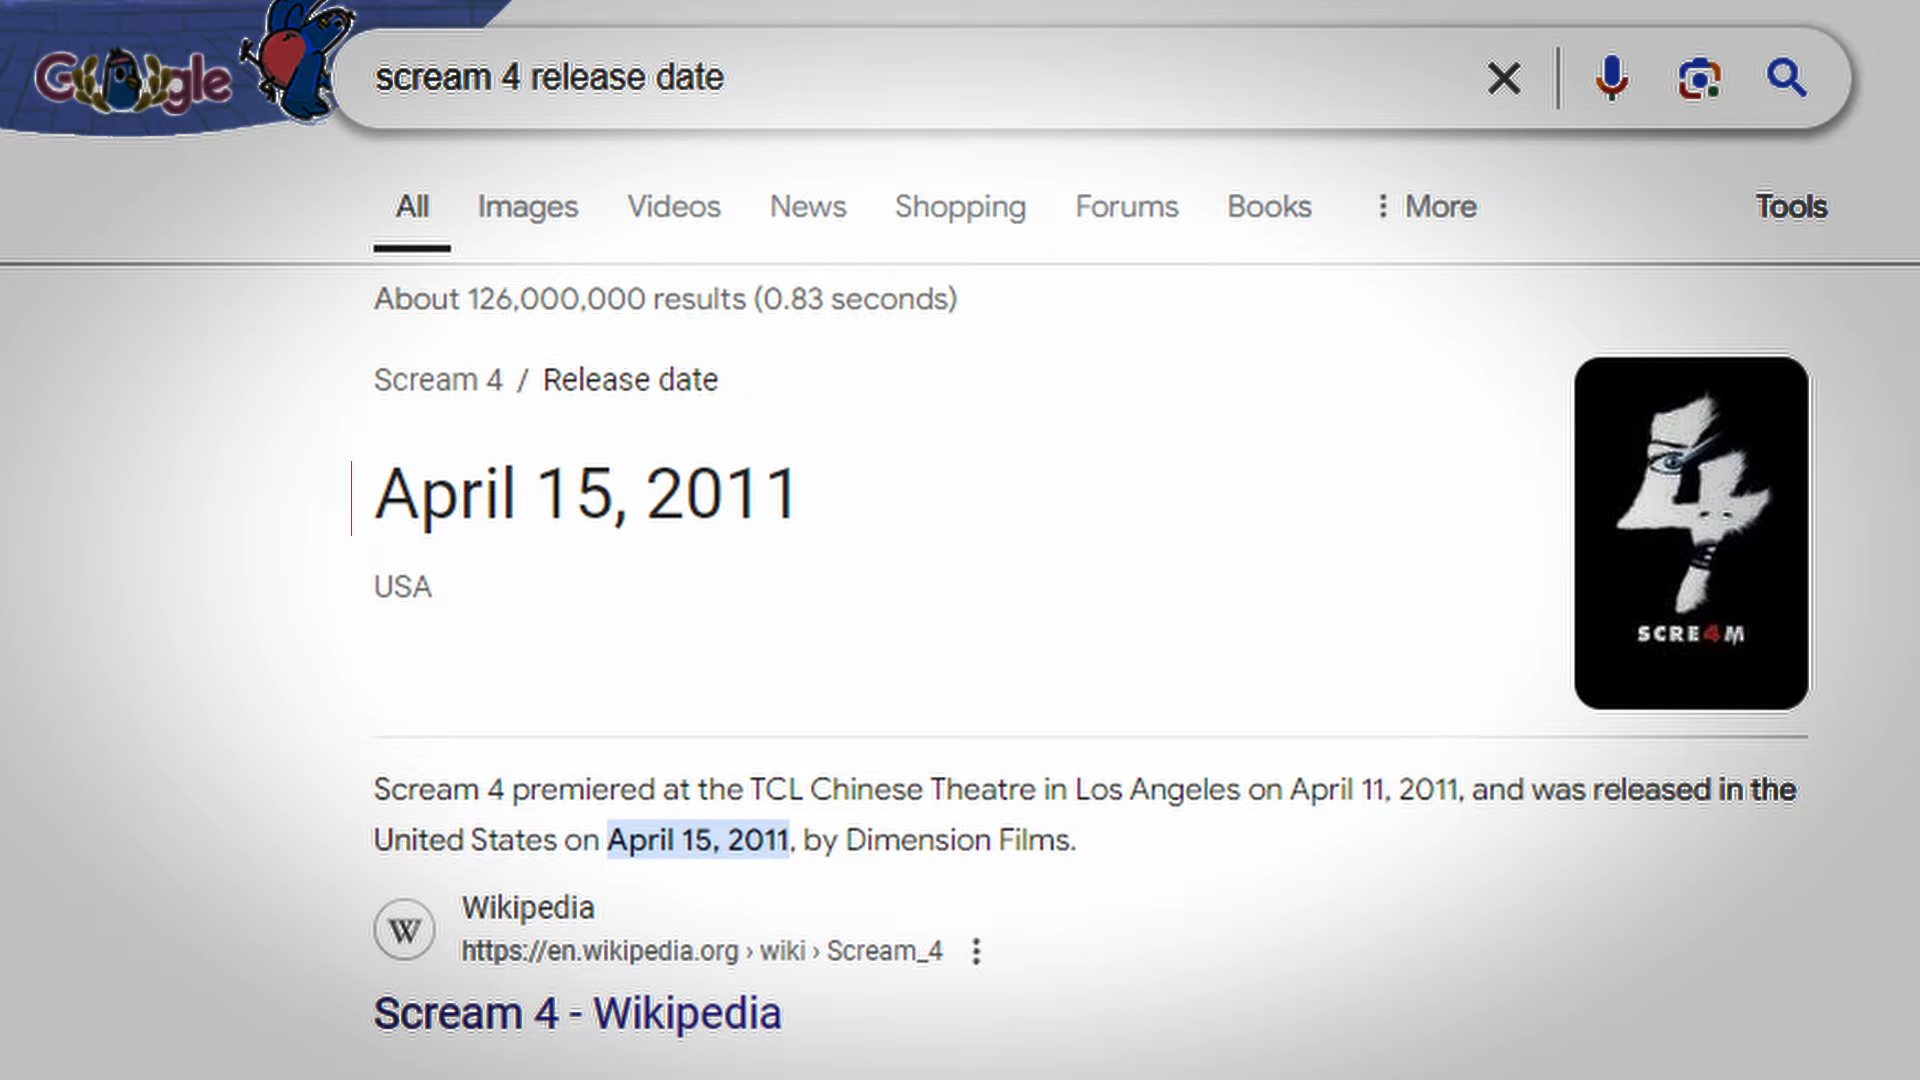 Google
scream 4 release date
All Images Videos News Shopping Forums Books More Tools
About 126,000,000 results (0.83 seconds)
Scream 4 / Release date
April 15, 2011
USA
SCRE4M
Scream 4 premiered at the TCL Chinese Theatre in Los Angeles on April 11, 2011, and was released in the
United States on April 15, 2011, by Dimension Films.
W
Wikipedia
https://en.wikipedia.org › wiki › Scream_4
Scream 4 - Wikipedia